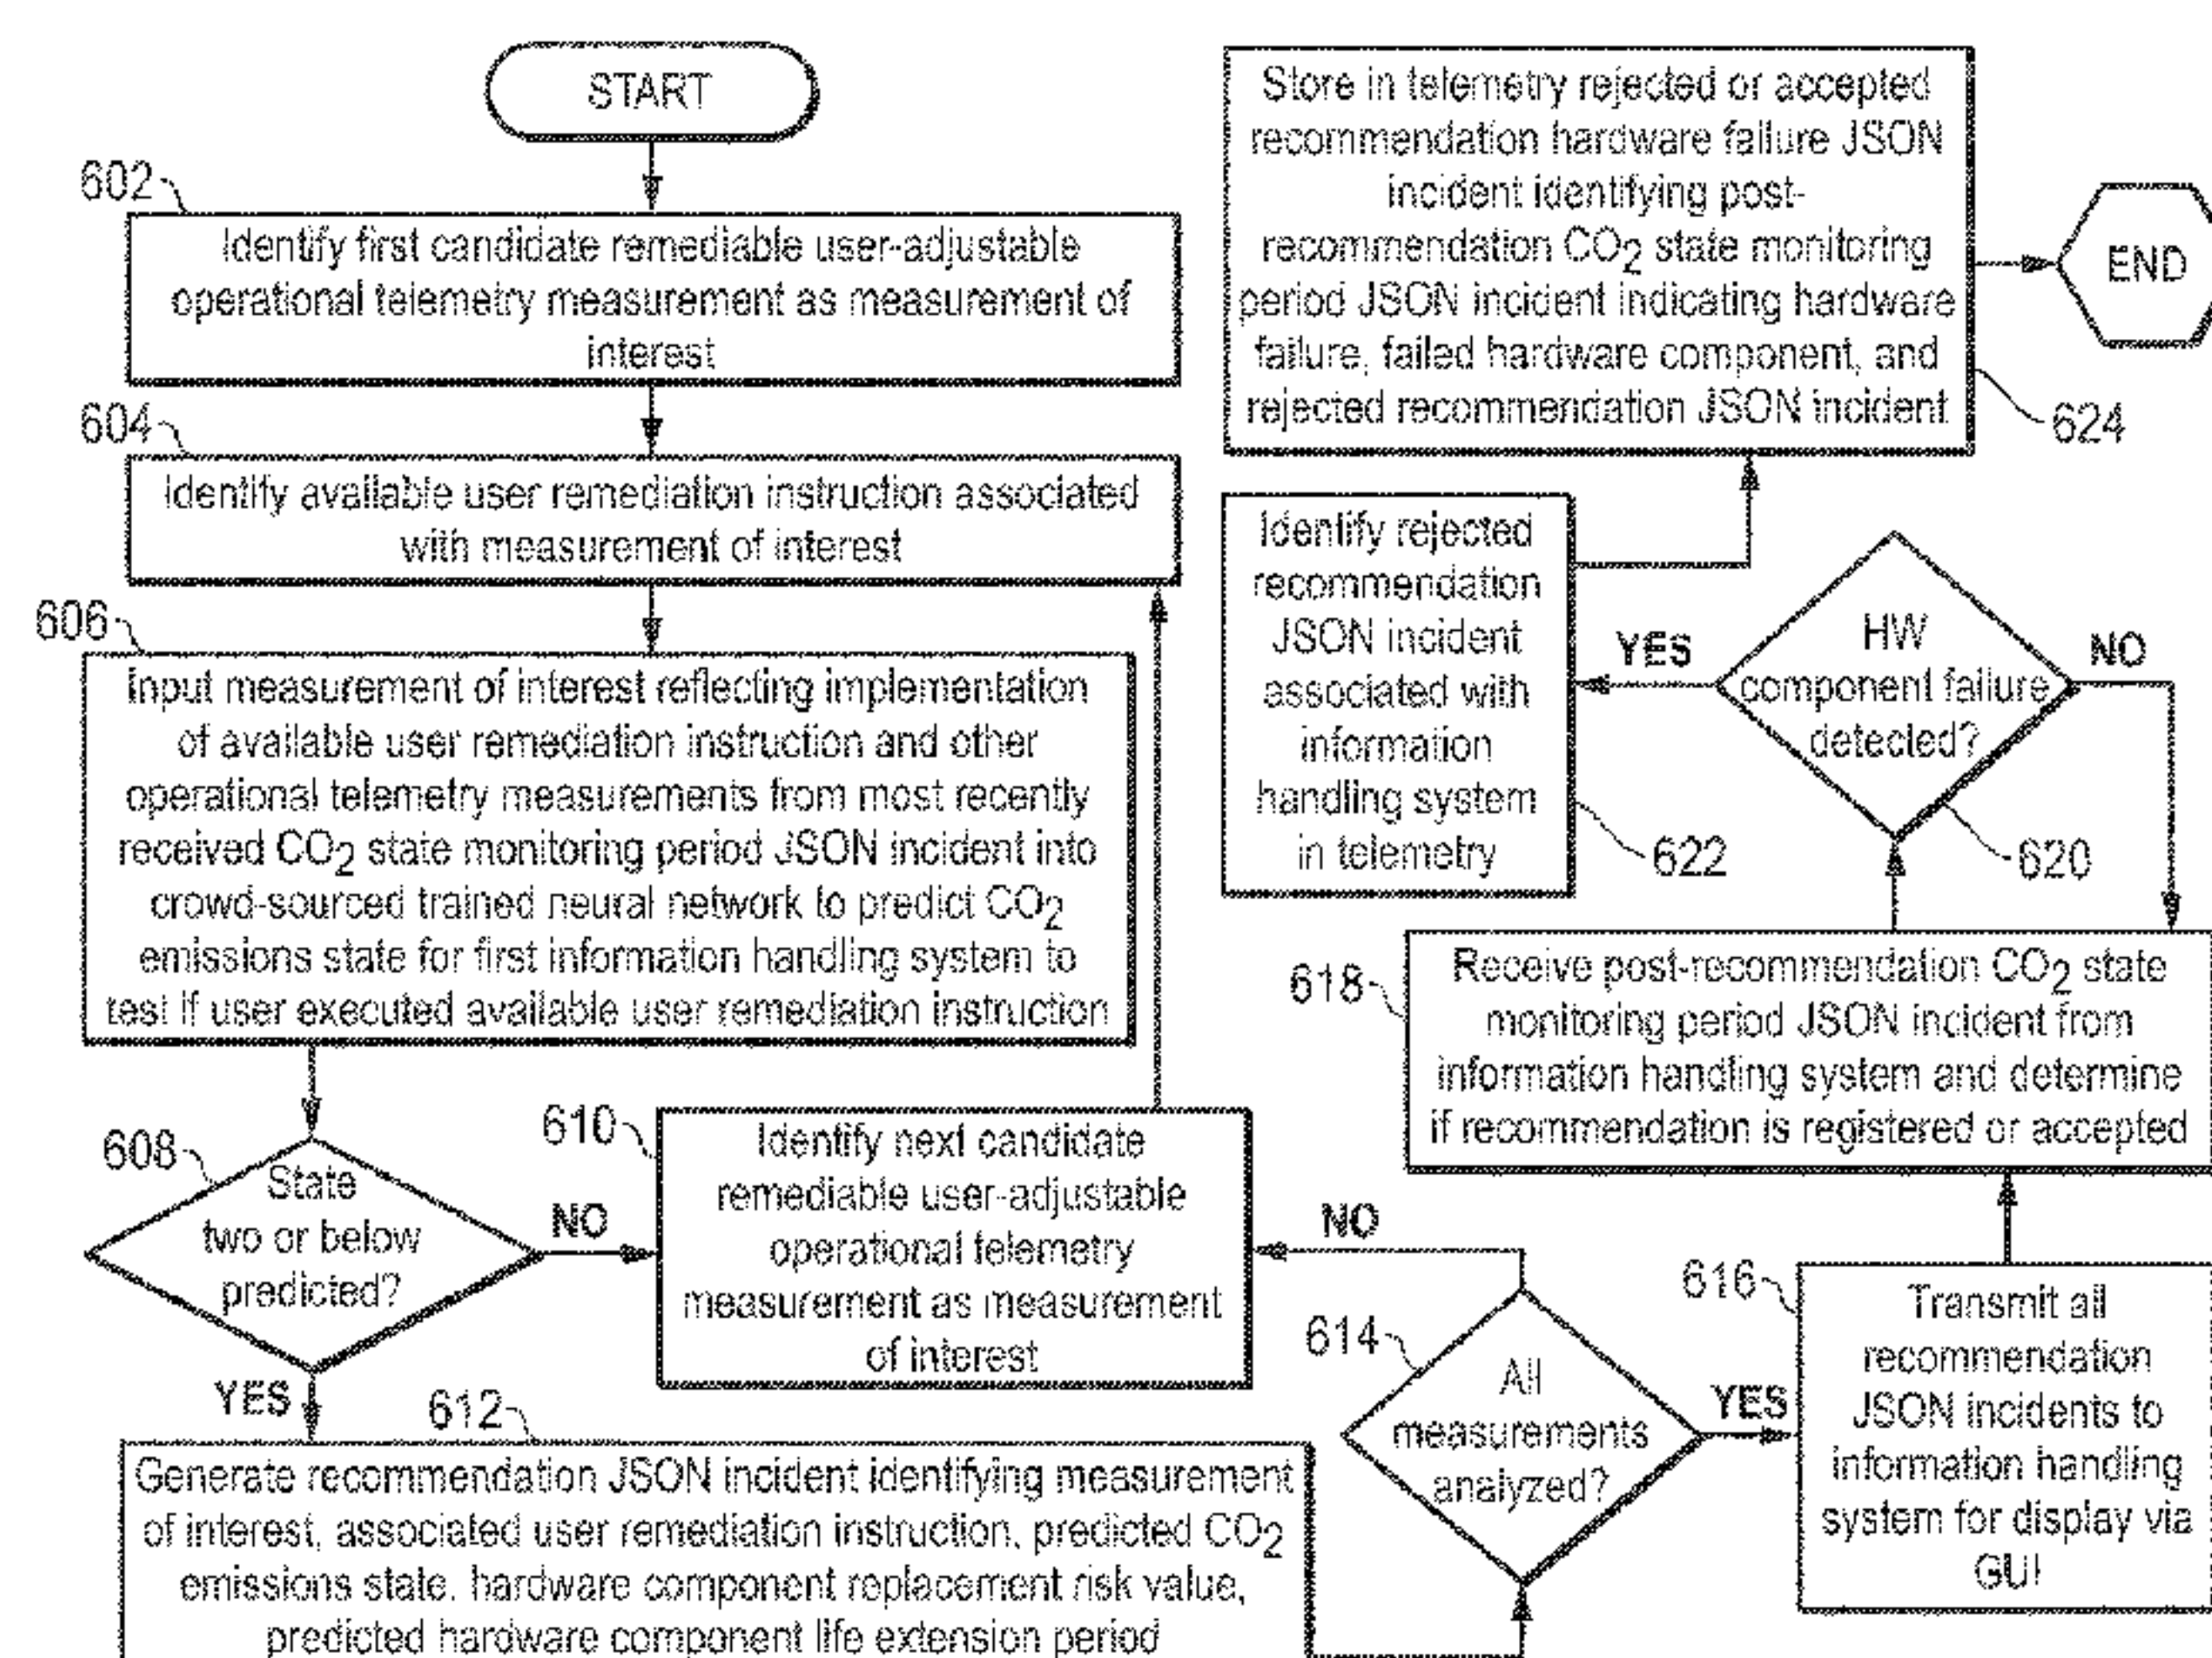 START
602
Identify first candidate remediable user-adjustable
operational telemetry measurement as measurement of
interest
604
Identify available user remediation instruction associated
with measurement of interest
606
Input measurement of interest reflecting implementation
of available user remediation instruction and other
operational telemetry measurements from most recently
received CO2 state monitoring period JSON incident into
crowd-sourced trained neural network to predict CO2
emissions state for first information handling system to
test if user executed available user remediation instruction
608
State
two or below
predicted?
NO
YES
610
Identify next candidate
remediable user-adjustable
operational telemetry
measurement as measurement
of interest
612
Generate recommendation JSON incident identifying measurement
of interest, associated user remediation instruction, predicted CO2
emissions state, hardware component replacement risk value,
predicted hardware component life extension period
614
All
measurements
analyzed?
NO
YES
616
Transmit all
recommendation
JSON incidents to
information handling
system for display via
GUI
618
Receive post-recommendation CO2 state
monitoring period JSON incident from
information handling system and determine
if recommendation is registered or accepted
620
HW
component failure
detected?
YES
NO
622
Identify rejected
recommendation
JSON incident
associated with
information
handling system
in telemetry
624
Store in telemetry rejected or accepted
recommendation hardware failure JSON
incident identifying post-
recommendation CO2 state monitoring
period JSON incident indicating hardware
failure, failed hardware component, and
rejected recommendation JSON incident
END